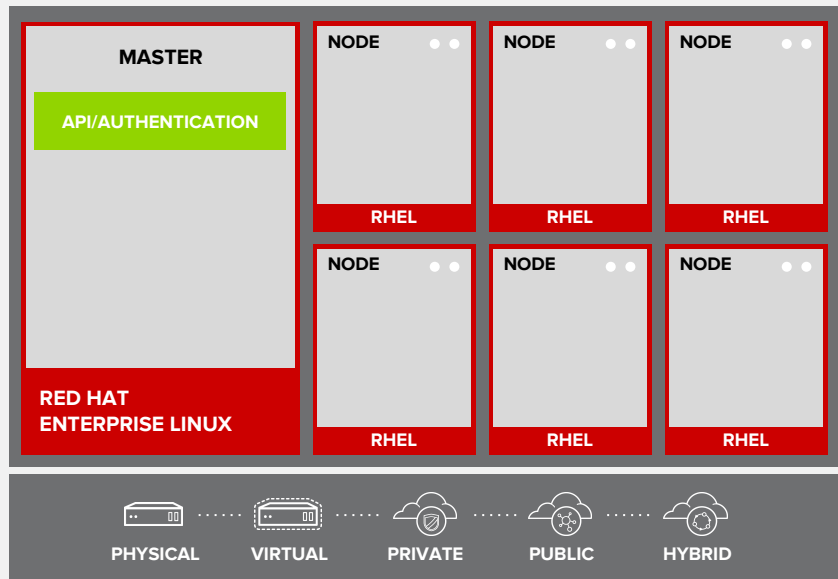 MASTER
API/AUTHENTICATION
RED HAT
ENTERPRISE LINUX
NODE
RHEL
NODE
RHEL
NODE
RHEL
NODE
RHEL
NODE
RHEL
NODE
RHEL
PHYSICAL
VIRTUAL
PRIVATE
PUBLIC
HYBRID